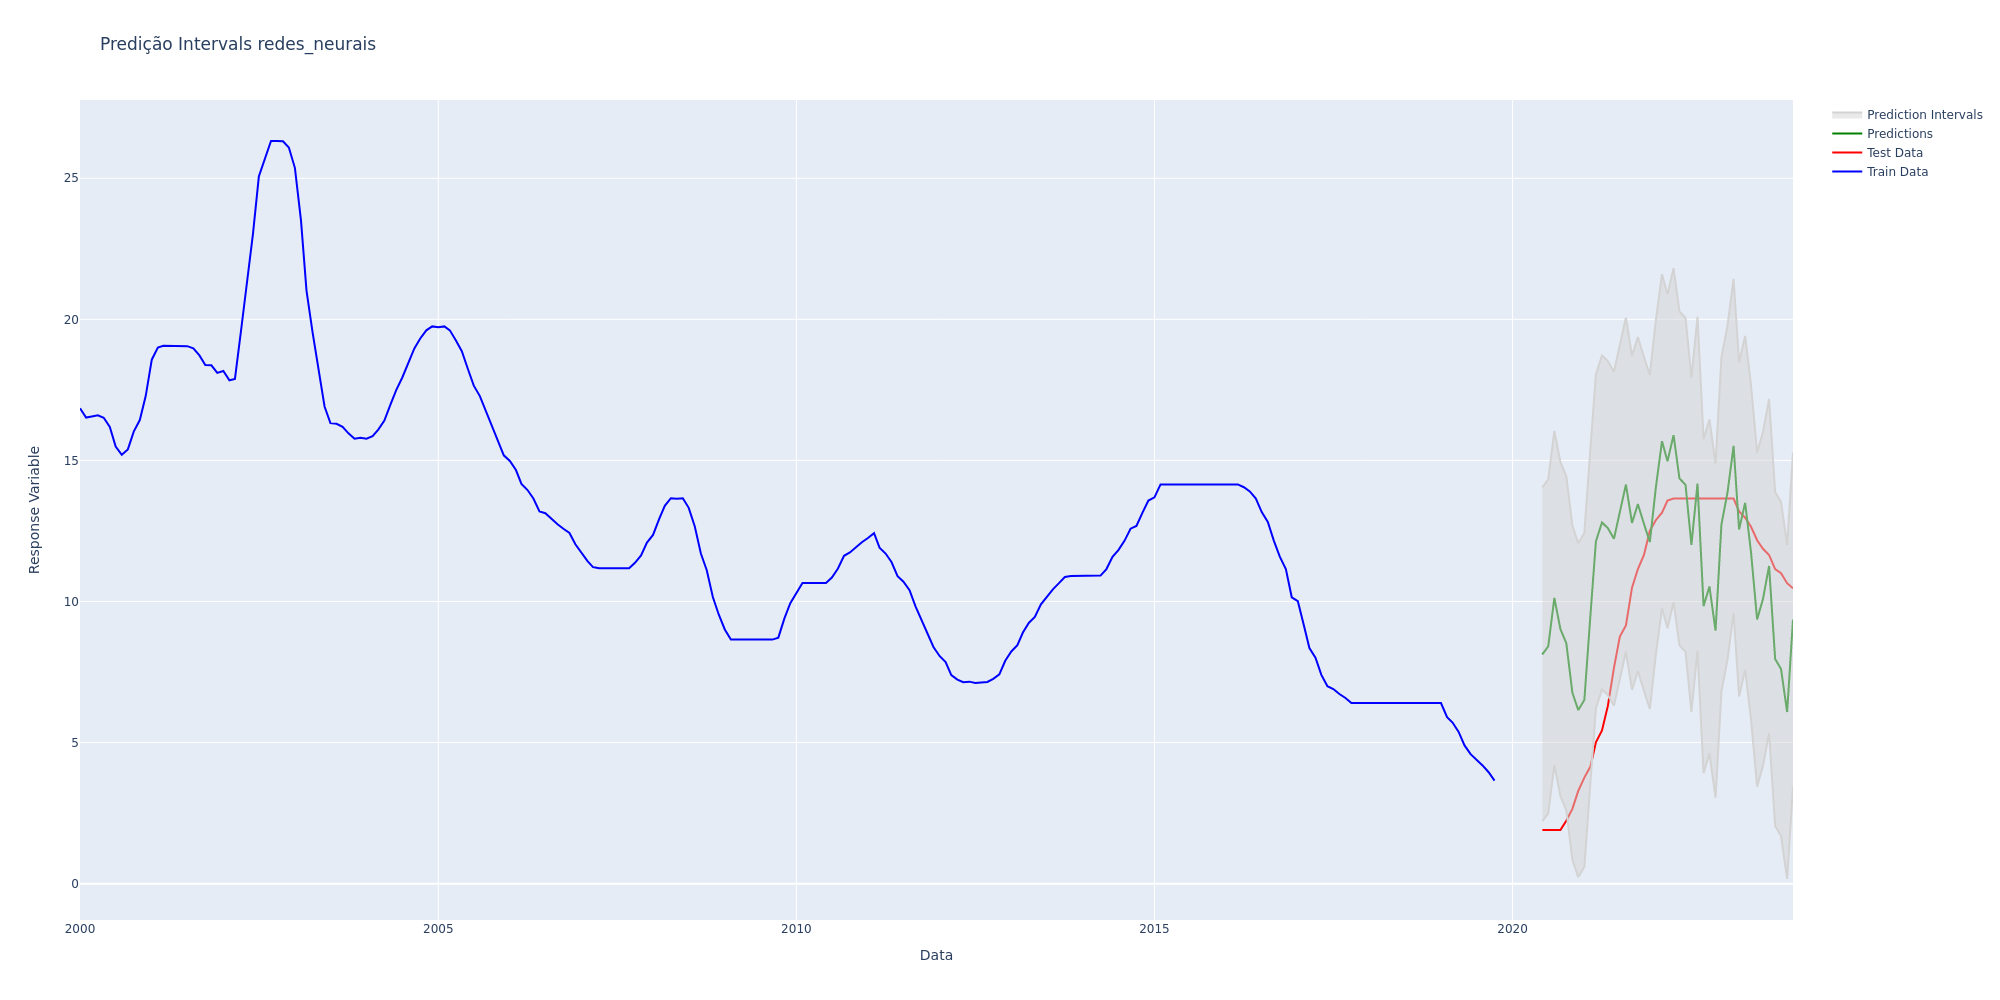 Predição Intervals redes_neurais
Prediction Intervals
Predictions
Test Data
Train Data
Response Variable
25
20
15
10
5
0
2000
2005
2010
2015
2020
Data